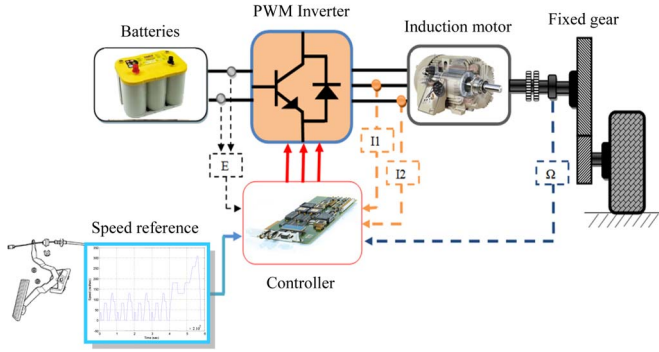 PWM Inverter
Batteries
Induction motor
Fixed gear
E
I1
I2
Ω
Speed reference
Controller